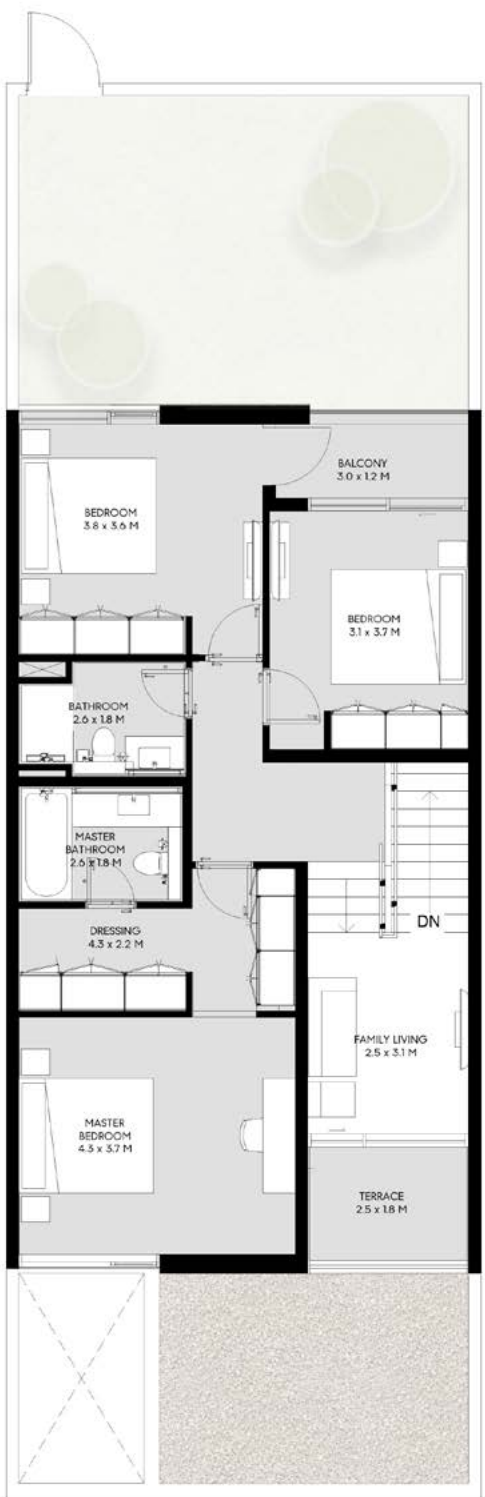 BALCONY
3.0 x 1.2 M
BEDROOM
3.8 x 3.6 M
BEDROOM
3.1 x 3.7 M
BATHROOM
2.6 x 1.8 M
MASTER
BATHROOM
2.6 x 1.8 M
DRESSING
4.3 x 2.2 M
DN
FAMILY LIVING
2.5 x 3.1 M
MASTER
BEDROOM
4.3 x 3.7 M
TERRACE
2.5 x 1.8 M